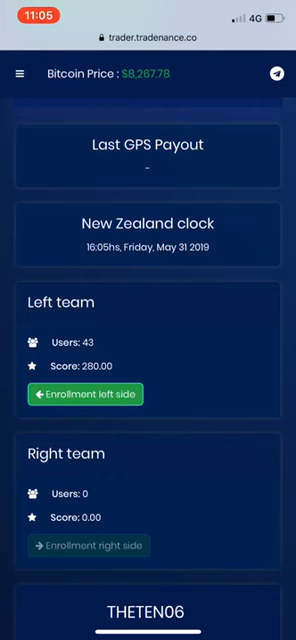 11:05
4G
trader.tradenance.co
Bitcoin Price : $8,267.78
Last GPS Payout
-
New Zealand clock
16:05hs, Friday, May 31 2019
Left team
Users: 43
Score: 280.00
Enrollment left side
Right team
Users: 0
Score: 0.00
Enrollment right side
THETEN06